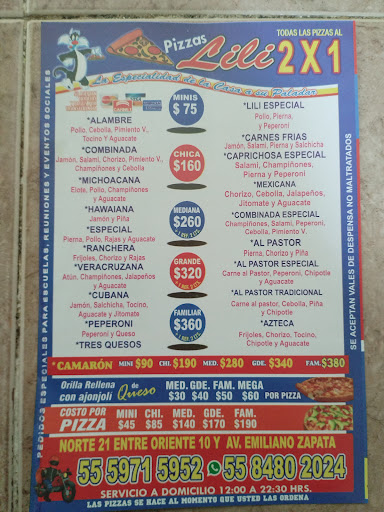 TODAS LAS PIZZAS AL
2 X 1
Pizzas
Lili
La Especialidad de la Casa a su Paladar
MINIS
$ 75
*ALAMBRE
Pollo, Cebolla, Pimiento V.,
Tocino Y Aguacate
*COMBINADA
Jamón, Salami, Chorizo, Pimiento,
Champiñones y Cebolla
*MICHOACANA
Elote, Pollo, Champiñones
y Aguacate
*HAWAIANA
Jamón y Piña
*ESPECIAL
Pierna, Pollo, Rajas y Aguacate
*RANCHERA
Frijoles, Chorizo y Rajas
*VERACRUZANA
Atún, Champiñones, Jalapeños
y Aguacate
*CUBANA
Jamón, Salchicha, Tocino,
Aguacate y Jitomate
*PEPERONI
Peperoni y Queso
*TRES QUESOS
CHICA
$160
MEDIANA
$260
GRANDE
$320
FAMILIAR
$360
*LILI ESPECIAL
Pollo, Pierna,
y Peperoni
*CARNES FRIAS
Jamón, Salami, Pierna y Salchicha
*CAPRICHOSA ESPECIAL
Salami, Champiñones,
Pierna y Peperoni
*MEXICANA
Chorizo, Cebolla, Jalapeños,
Jitomate y Aguacate
*COMBINADA ESPECIAL
Champiñones, Salami, Peperoni,
Cebolla, Pimiento V.
*AL PASTOR
Pierna, Chorizo y Piña
*AL PASTOR ESPECIAL
Carne al Pastor, Peperoni, Chipotle
y Aguacate
*AL PASTOR TRADICIONAL
Carne al pastor, Cebolla, Piña
y Chipotle
*AZTECA
Frijoles, Chorizo, Tocino,
Chipotle y Aguacate
PEDIDOS ESPECIALES PARA ESCUELAS, REUNIONES Y EVENTOS SOCIALES
SE ACEPTAN VALES DE DESPENSA NO MALTRATADOS
*CAMARÓN MINI $90 CHI. $190 MED. $280 GDE. $340 FAM. $380
Orilla Rellena de Queso
con ajonjoli
MED. GDE. FAM. MEGA
$30 $40 $50 $60 POR PIZZA
COSTO POR PIZZA
MINI CHI. MED. GDE. FAM.
$45 $85 $140 $170 $190
NORTE 21 ENTRE ORIENTE 10 Y AV. EMILIANO ZAPATA
55 5971 5952 55 8480 2024
SERVICIO A DOMICILIO 12:00 A 22:30 HRS.
LAS PIZZAS SE HACE AL MOMENTO QUE USTED LAS ORDENA